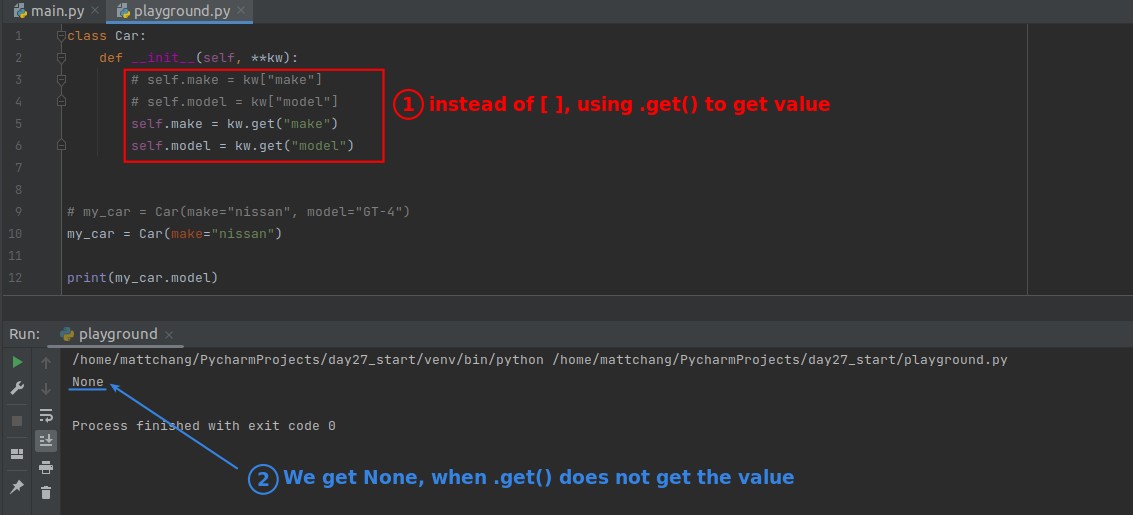 main.py
playground.py
1 class Car:
2 def __init__(self, **kw):
3 # self.make = kw["make"]
4 # self.model = kw["model"]
5 self.make = kw.get("make")
6 self.model = kw.get("model")
7
8
9 # my_car = Car(make="nissan", model="GT-4")
10 my_car = Car(make="nissan")
11
12 print(my_car.model)
1 instead of [ ], using .get() to get value
Run: playground
/home/mattchang/PycharmProjects/day27_start/venv/bin/python /home/mattchang/PycharmProjects/day27_start/playground.py
None
Process finished with exit code 0
2 We get None, when .get() does not get the value